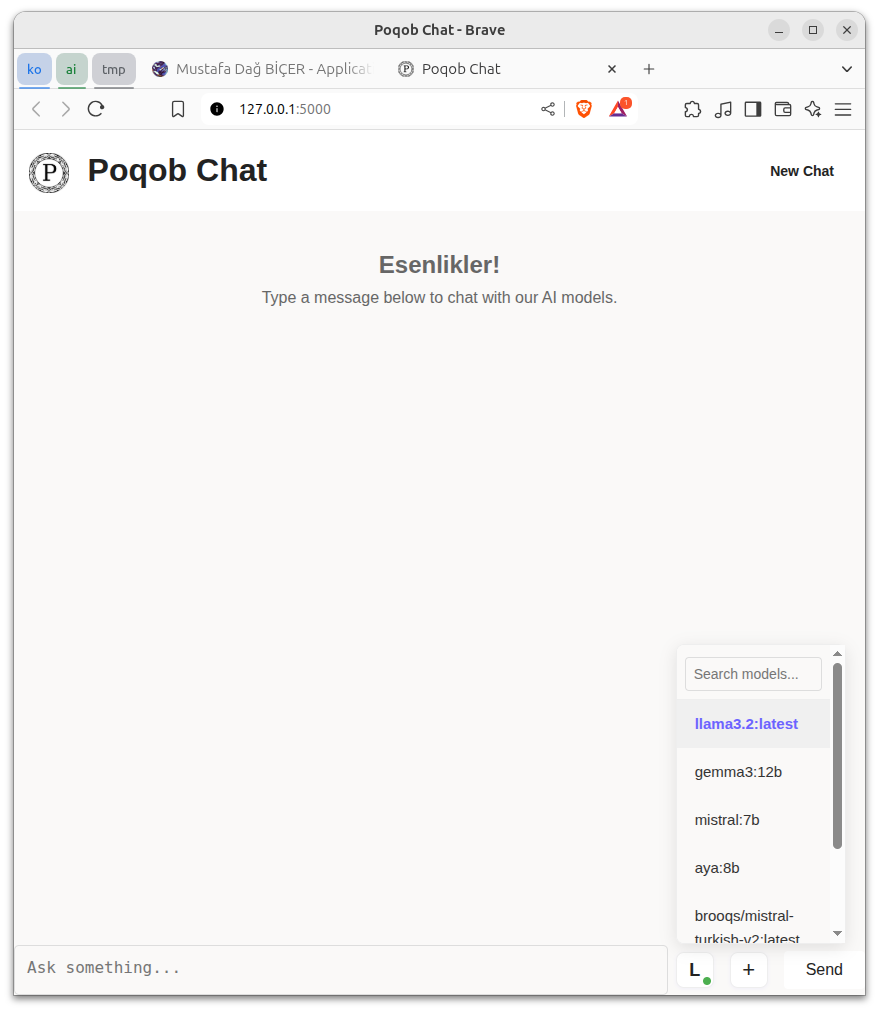 Poqob Chat - Brave
ko
ai
tmp
Mustafa Dağ BİÇER - Applicat
Poqob Chat
127.0.0.1:5000
1
P
Poqob Chat
New Chat
Esenlikler!
Type a message below to chat with our AI models.
Search models...
llama3.2:latest
gemma3:12b
mistral:7b
aya:8b
brooqs/mistral-
turkish-v2:latest
Ask something...
L
+
Send